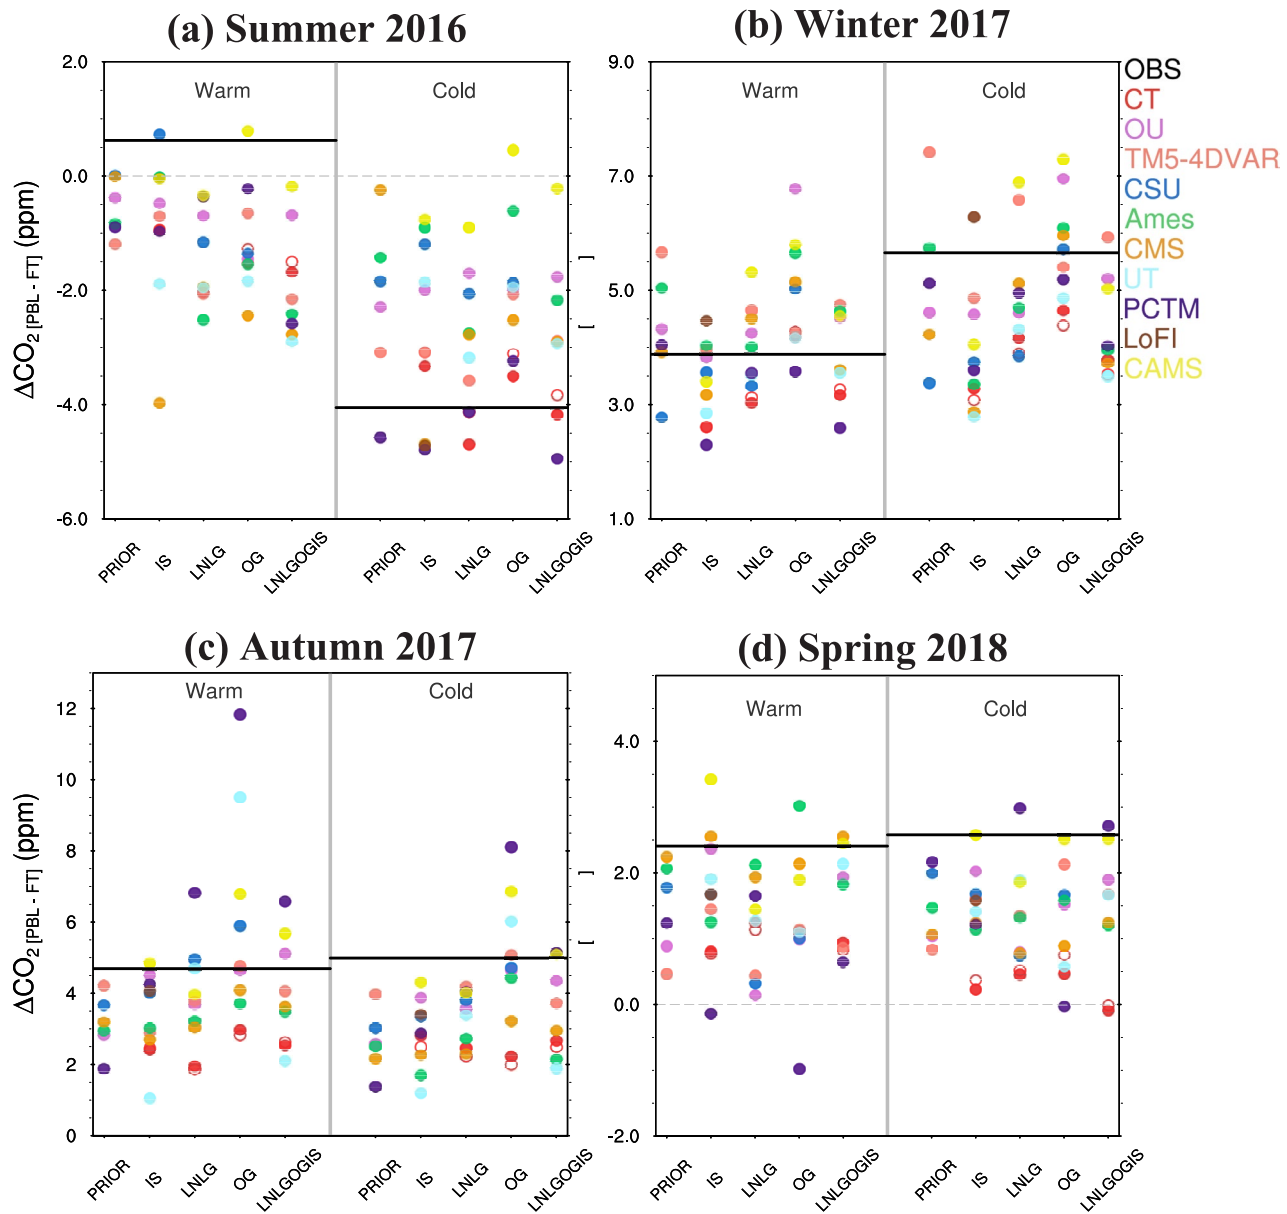 (a) Summer 2016
(b) Winter 2017
ΔCO2 [PBL - FT] (ppm)
2.0
0.0
-2.0
-4.0
-6.0
Warm
Cold
PRIOR
IS
LNLG
OG
LNLGOGIS
PRIOR
IS
LNLG
OG
LNLGOGIS
[
[
9.0
7.0
5.0
3.0
1.0
Warm
Cold
PRIOR
IS
LNLG
OG
LNLGOGIS
PRIOR
IS
LNLG
OG
LNLGOGIS
OBS
CT
OU
TM5-4DVAR
CSU
Ames
CMS
UT
PCTM
LoFI
CAMS
(c) Autumn 2017
(d) Spring 2018
ΔCO2 [PBL - FT] (ppm)
12
10
8
6
4
2
0
Warm
Cold
PRIOR
IS
LNLG
OG
LNLGOGIS
PRIOR
IS
LNLG
OG
LNLGOGIS
]
[
4.0
2.0
0.0
-2.0
Warm
Cold
PRIOR
IS
LNLG
OG
LNLGOGIS
PRIOR
IS
LNLG
OG
LNLGOGIS